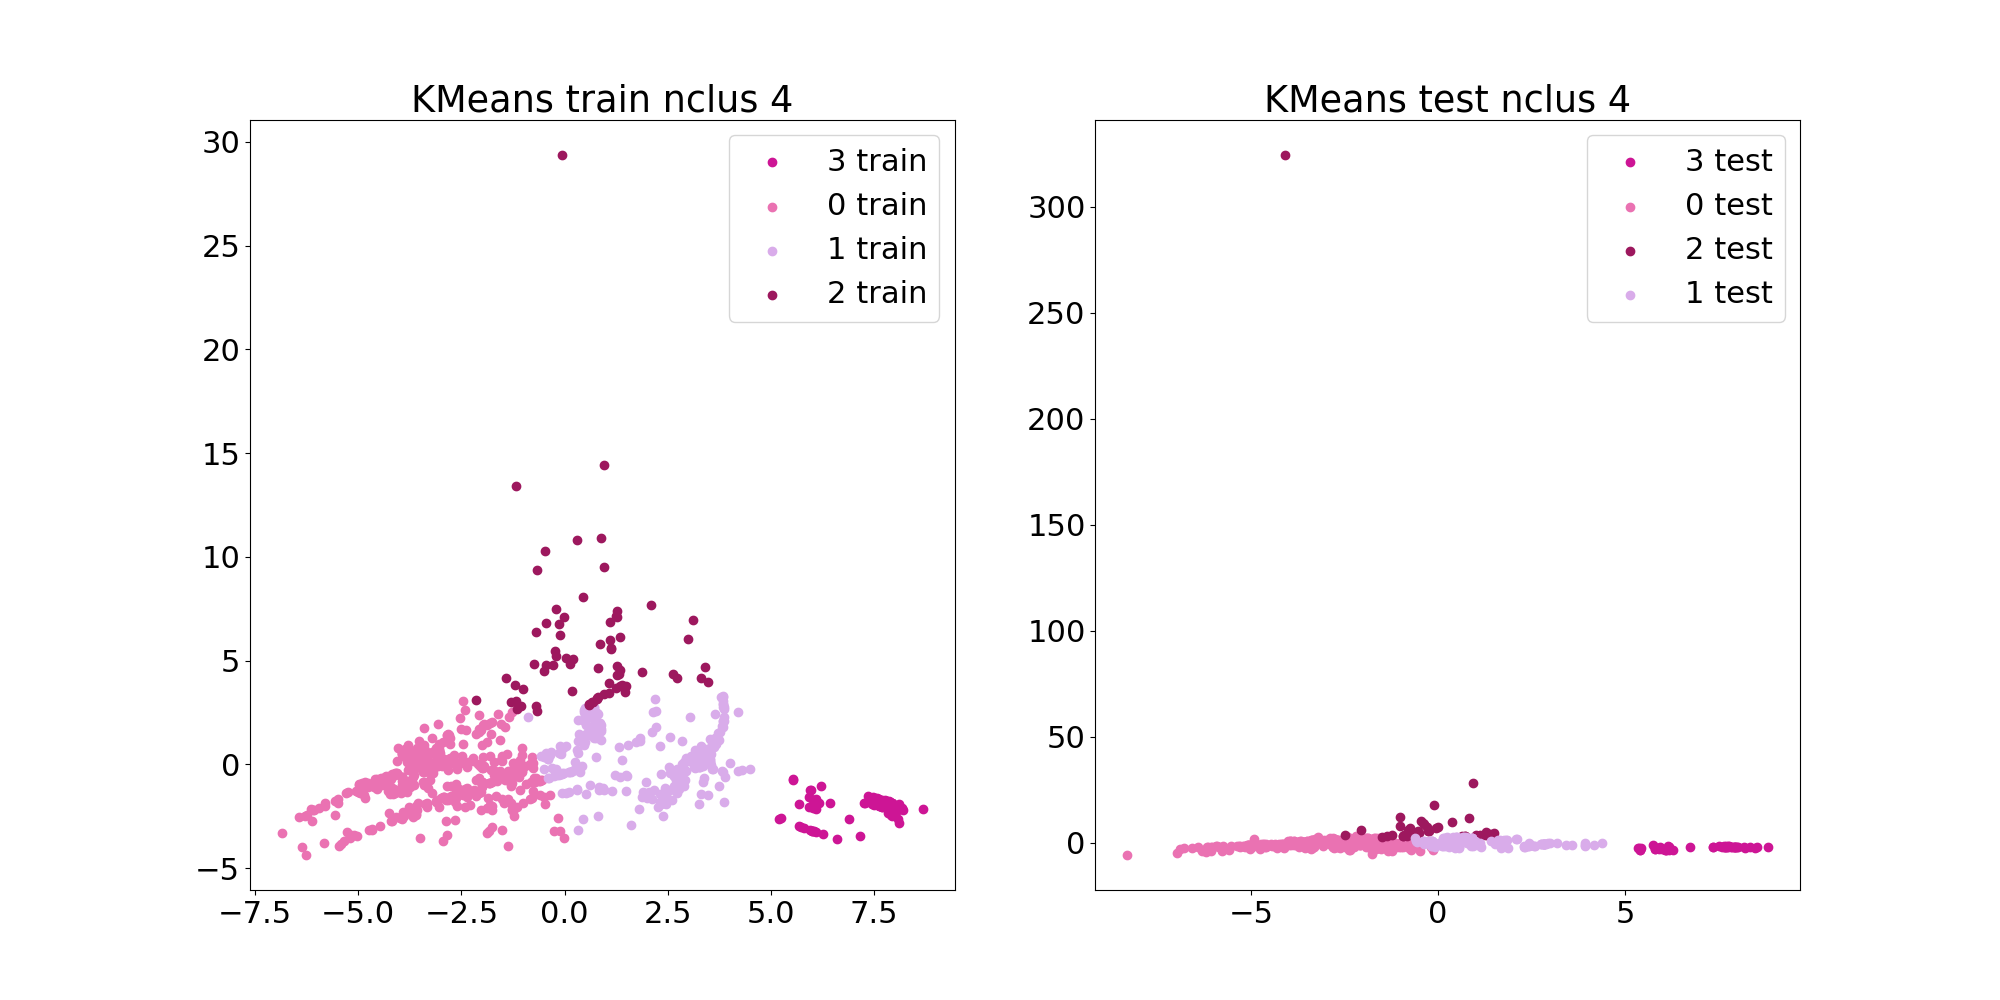 KMeans train nclus 4
30
25
20
15
10
5
0
−5
−7.5 −5.0 −2.5 0.0 2.5 5.0 7.5
3 train
0 train
1 train
2 train
KMeans test nclus 4
300
250
200
150
100
50
0
−5 0 5
3 test
0 test
2 test
1 test